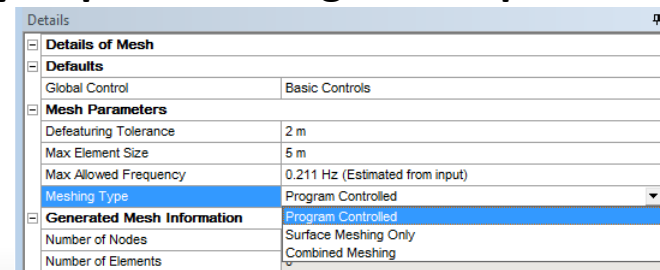 Details
Details of Mesh
Defaults
Global Control Basic Controls
Mesh Parameters
Defeaturing Tolerance 2 m
Max Element Size 5 m
Max Allowed Frequency 0.211 Hz (Estimated from input)
Meshing Type Program Controlled
Generated Mesh Information Program Controlled
Number of Nodes Surface Meshing Only
Number of Elements Combined Meshing